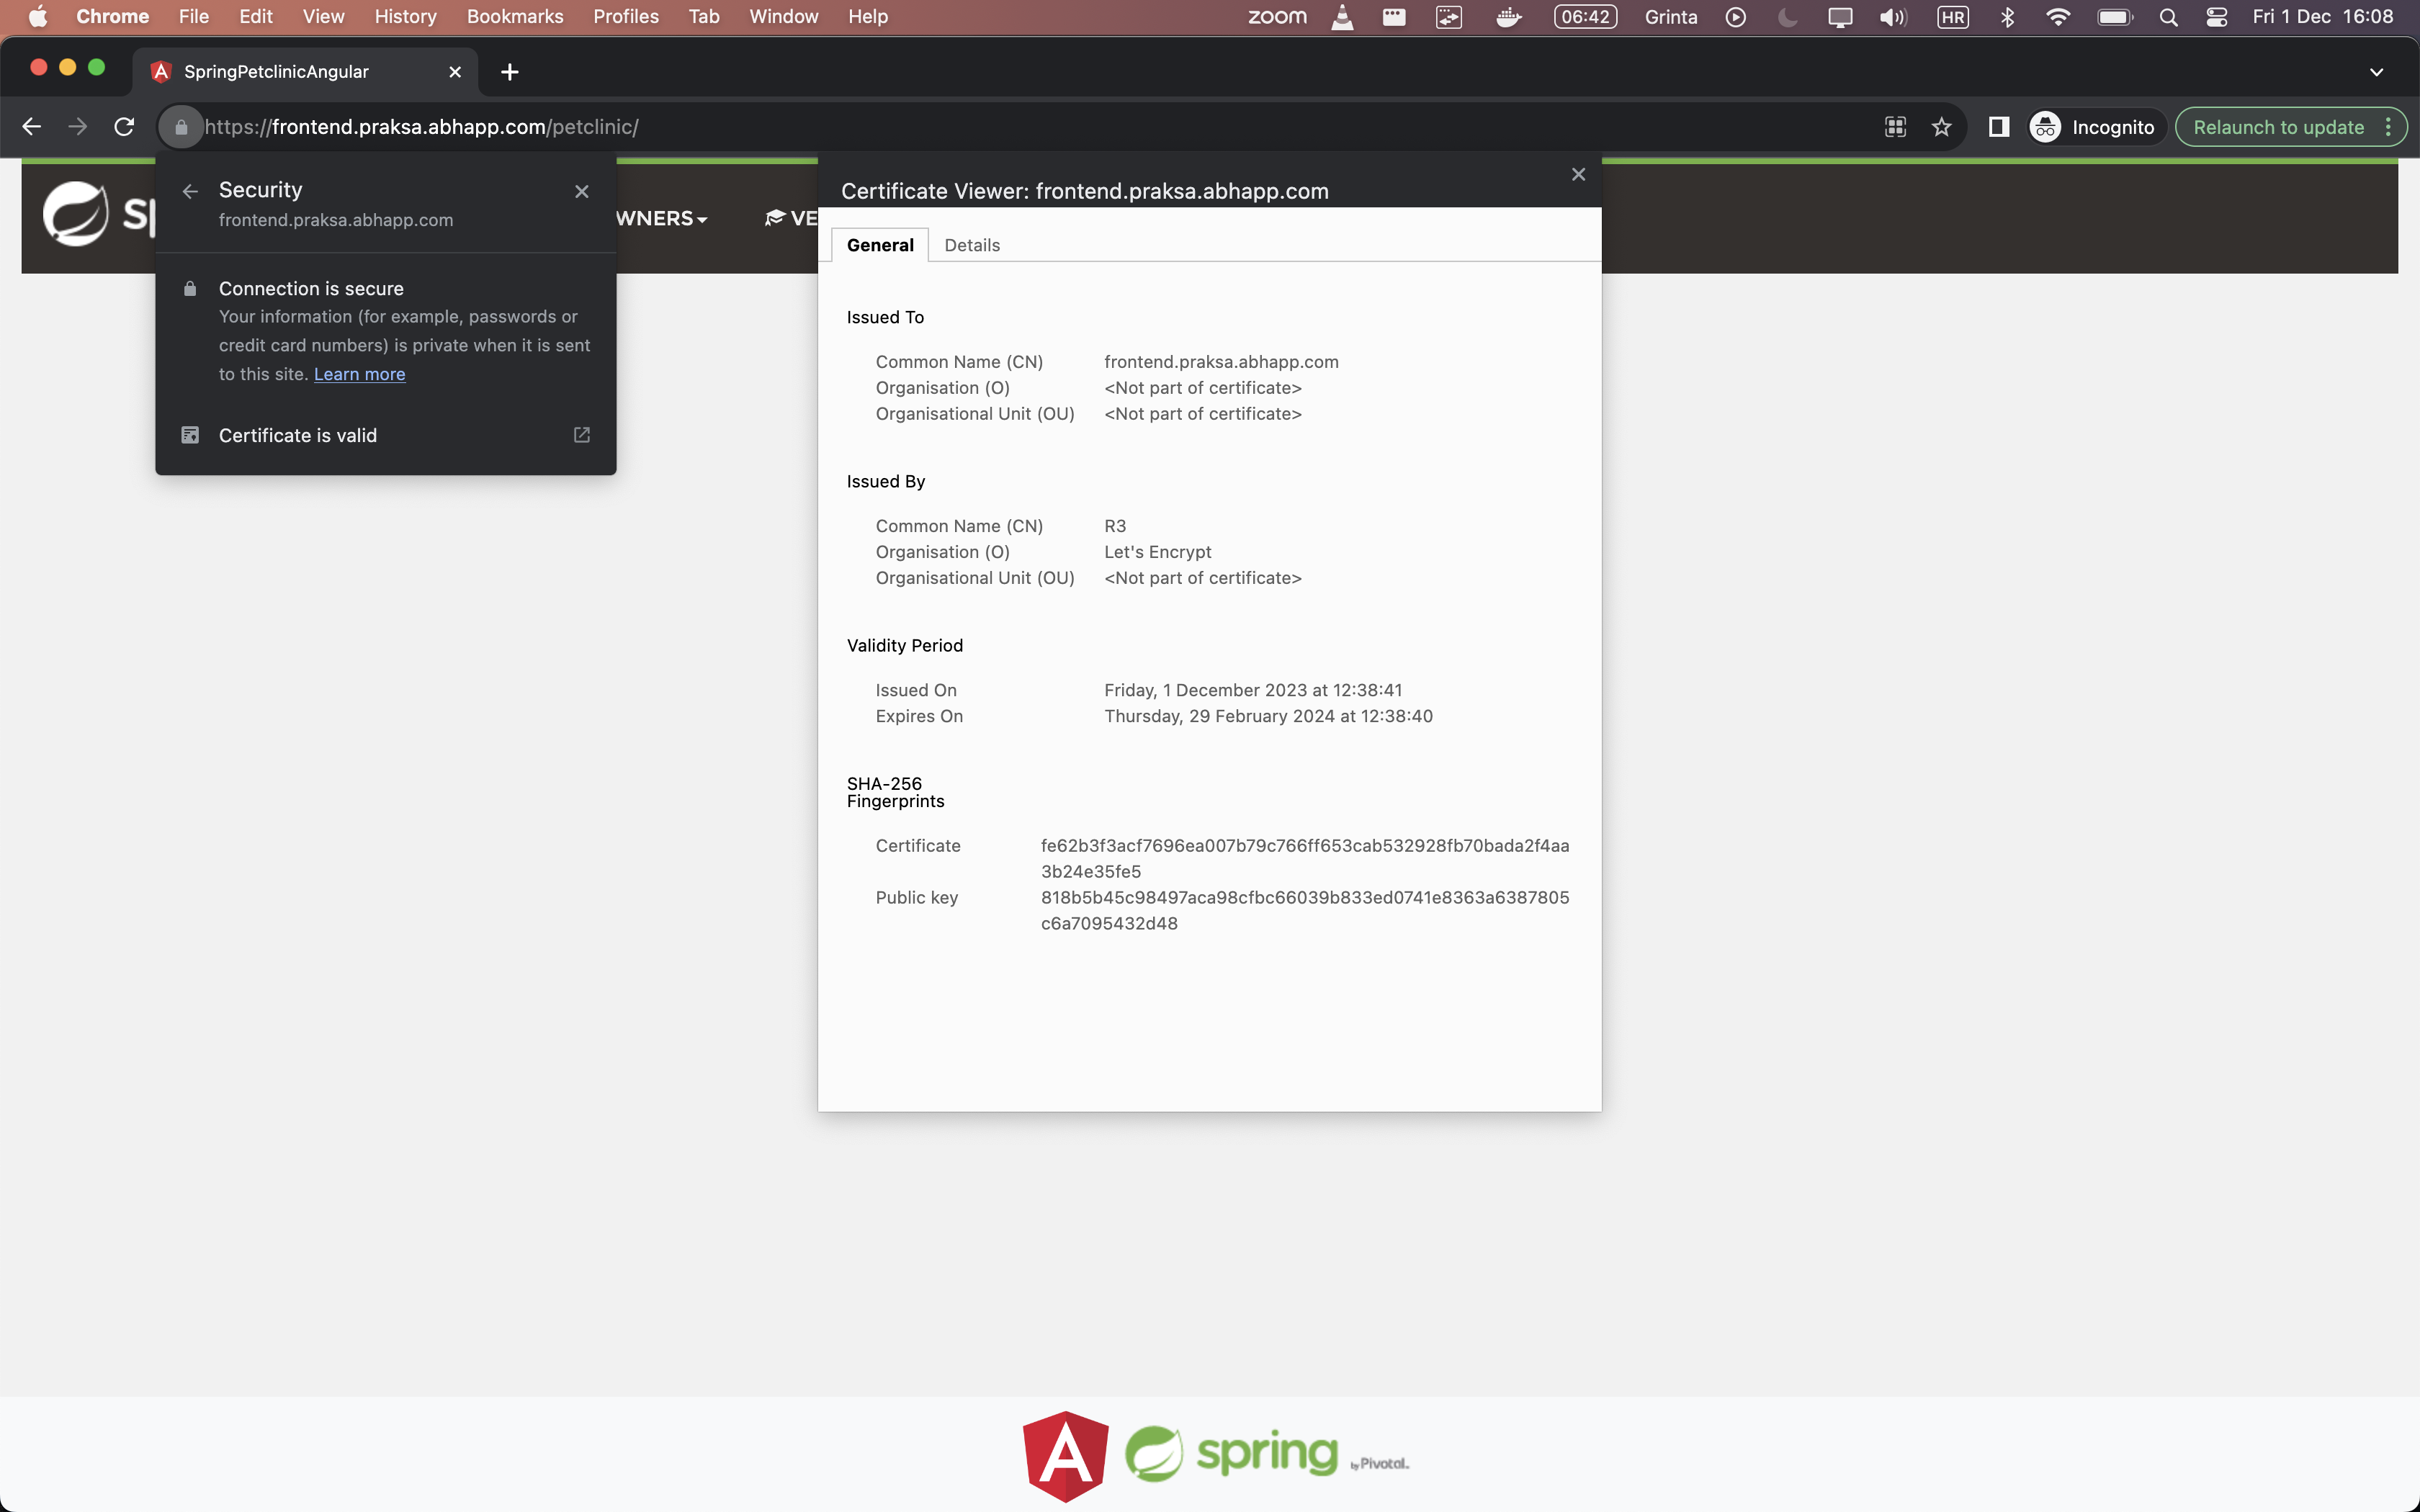 Chrome File Edit View History Bookmarks Profiles Tab Window Help zoom 06:42 Grinta HR Fri 1 Dec 16:08
SpringPetclinicAngular
https://frontend.praksa.abhapp.com/petclinic/ Incognito Relaunch to update
Security
frontend.praksa.abhapp.com
Connection is secure
Your information (for example, passwords or
credit card numbers) is private when it is sent
to this site. Learn more
Certificate is valid
Sp
WNERS
VE
Certificate Viewer: frontend.praksa.abhapp.com
General Details
Issued To
Common Name (CN) frontend.praksa.abhapp.com
Organisation (O) <Not part of certificate>
Organisational Unit (OU) <Not part of certificate>
Issued By
Common Name (CN) R3
Organisation (O) Let's Encrypt
Organisational Unit (OU) <Not part of certificate>
Validity Period
Issued On Friday, 1 December 2023 at 12:38:41
Expires On Thursday, 29 February 2024 at 12:38:40
SHA-256
Fingerprints
Certificate fe62b3f3acf7696ea007b79c766ff653cab532928fb70bada2f4aa
3b24e35fe5
Public key 818b5b45c98497aca98cfbc66039b833ed0741e8363a6387805
c6a7095432d48
A spring by Pivotal.